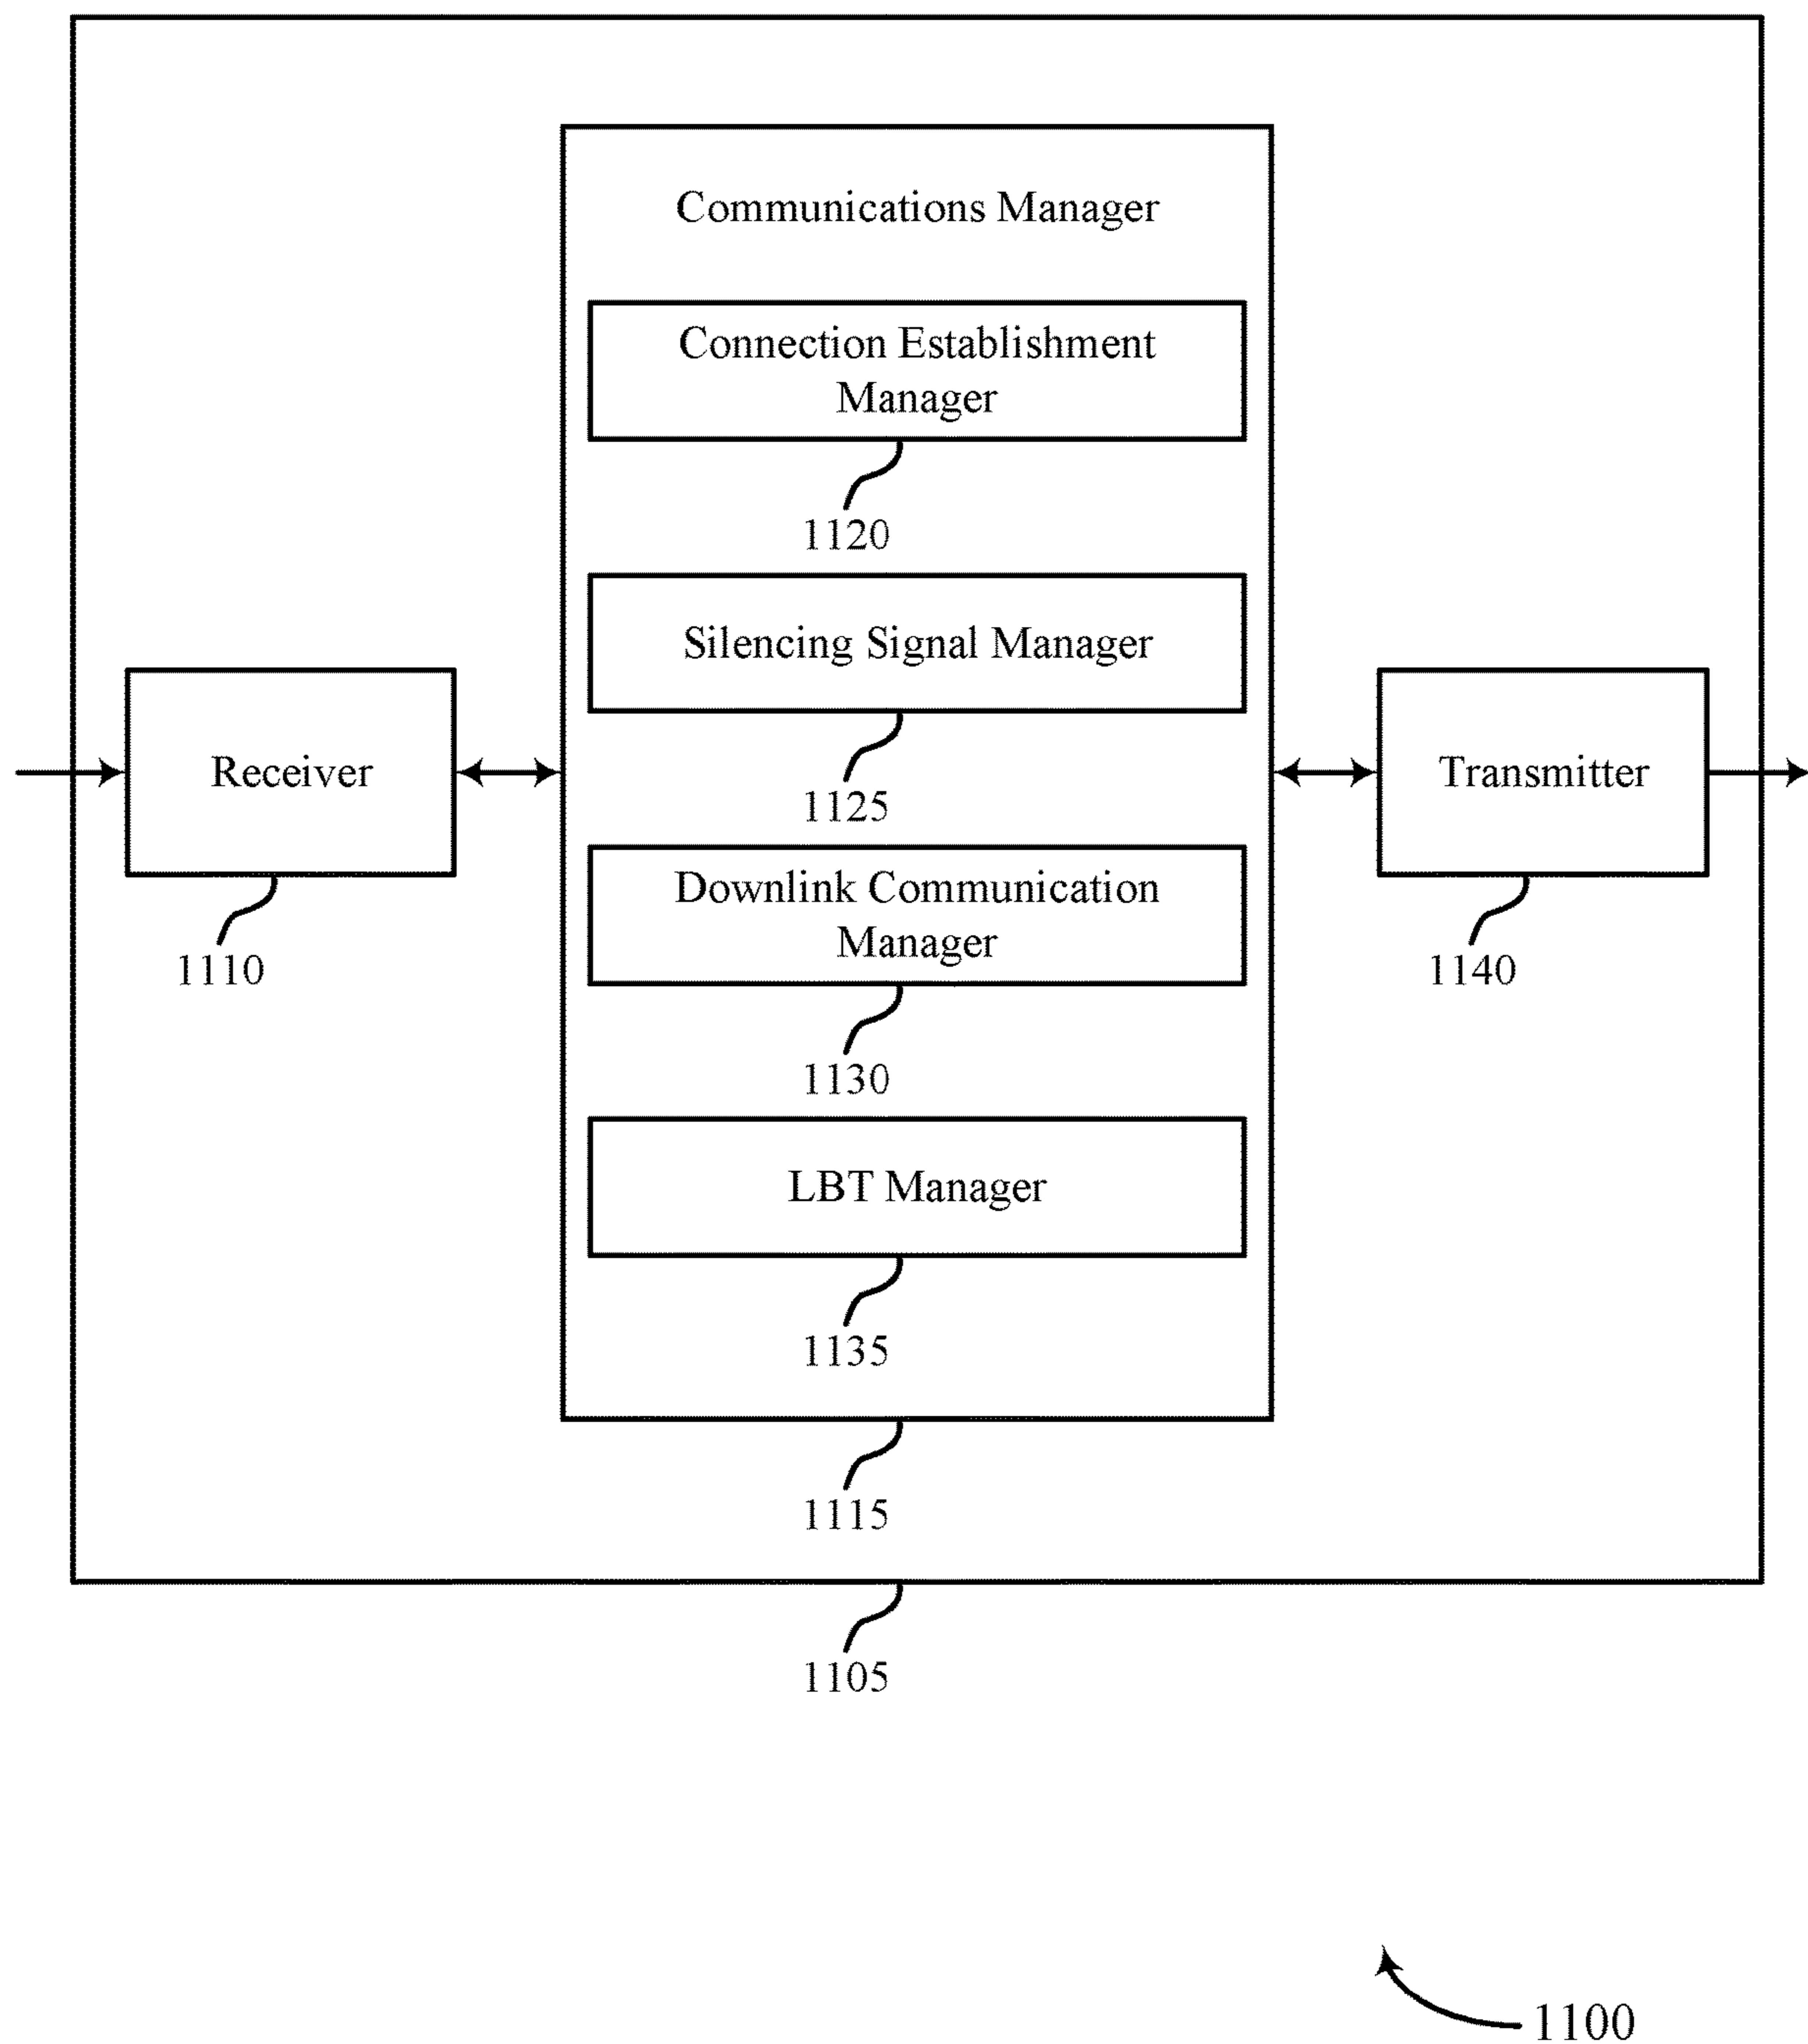 Communications Manager
Connection Establishment
Manager
1120
Silencing Signal Manager
1125
Receiver
1110
Transmitter
1140
Downlink Communication
Manager
1130
LBT Manager
1135
1115
1105
1100